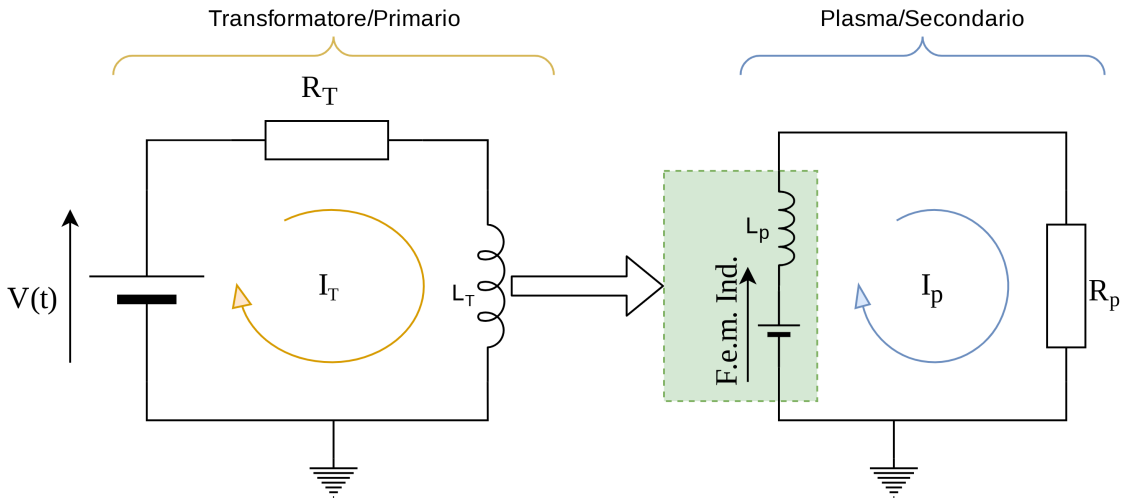 Transformatore/Primario
Plasma/Secondario
R_T
V(t)
I_T
L_T
L_p
F.e.m. Ind.
I_p
R_p